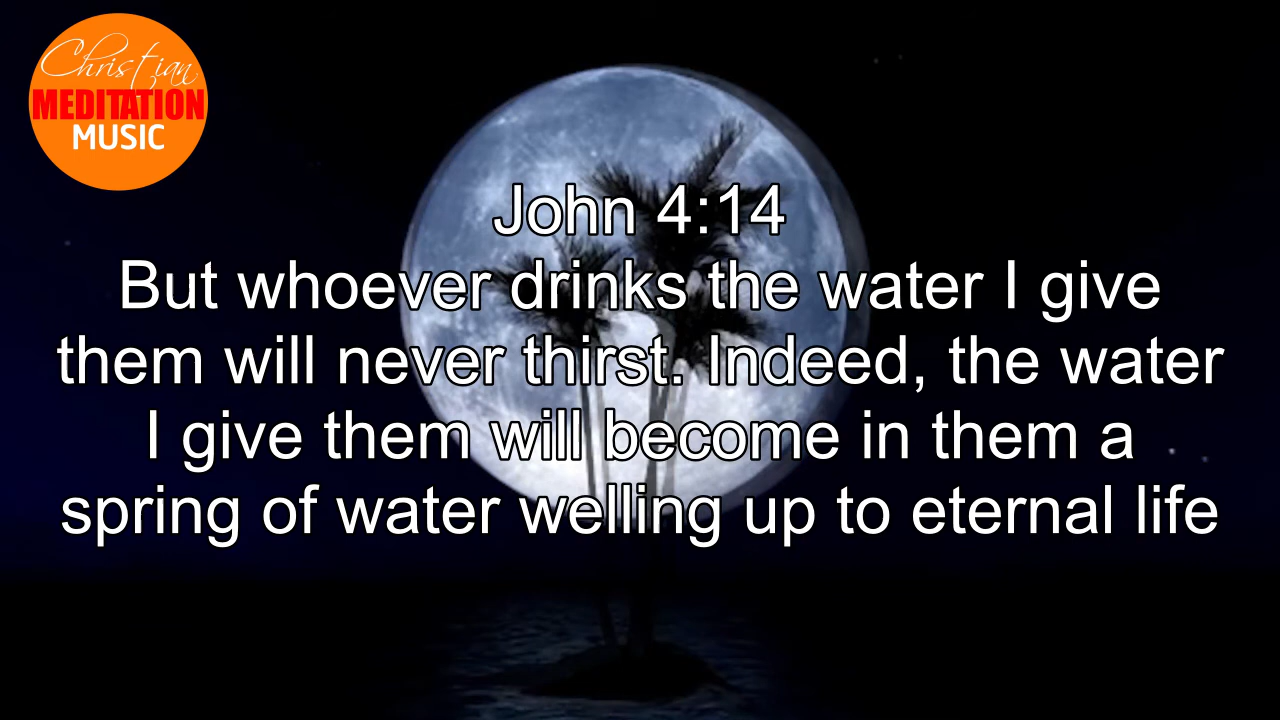 Christian
MEDITATION
MUSIC
John 4:14
But whoever drinks the water I give
them will never thirst. Indeed, the water
I give them will become in them a
spring of water welling up to eternal life